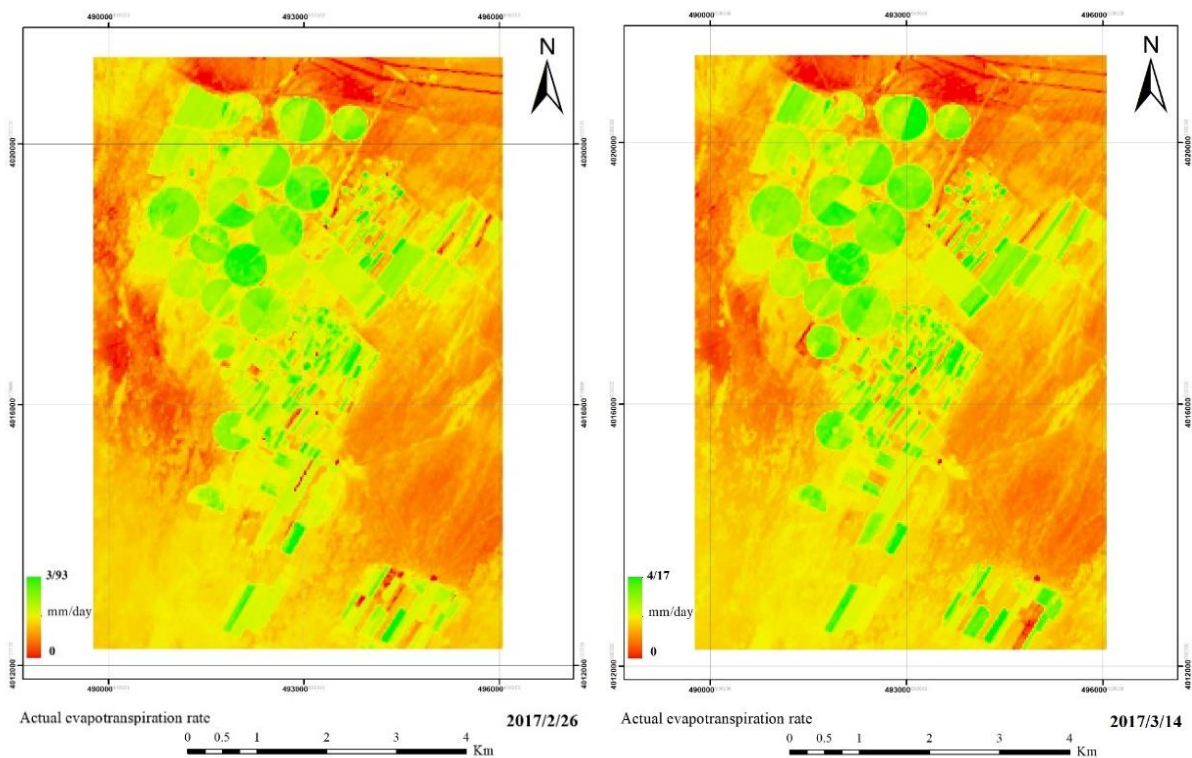 490000 493000 496000
N
4020000 4020000
4016000 4016000
4012000 4012000
3/93
mm/day
0
490000 493000 496000
Actual evapotranspiration rate 2017/2/26
0 0.5 1 2 3 4
Km
490000 493000 496000
N
4020000 4020000
4016000 4016000
4012000 4012000
4/17
mm/day
0
490000 493000 496000
Actual evapotranspiration rate 2017/3/14
0 0.5 1 2 3 4
Km